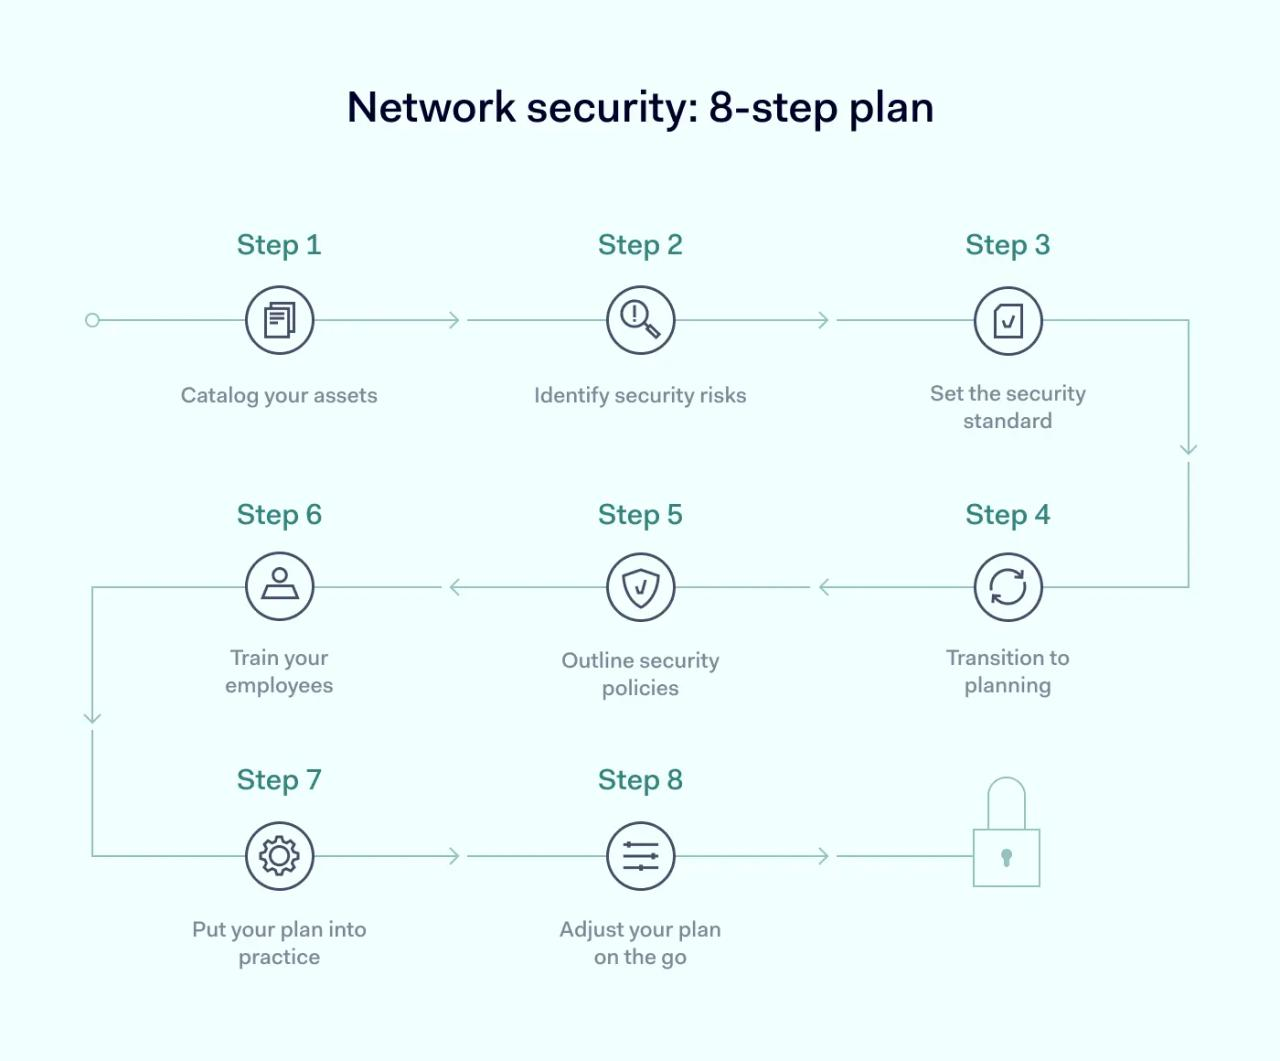 Network security: 8-step plan
Step 1
Catalog your assets
Step 2
Identify security risks
Step 3
Set the security
standard
Step 4
Transition to
planning
Step 5
Outline security
policies
Step 6
Train your
employees
Step 7
Put your plan into
practice
Step 8
Adjust your plan
on the go